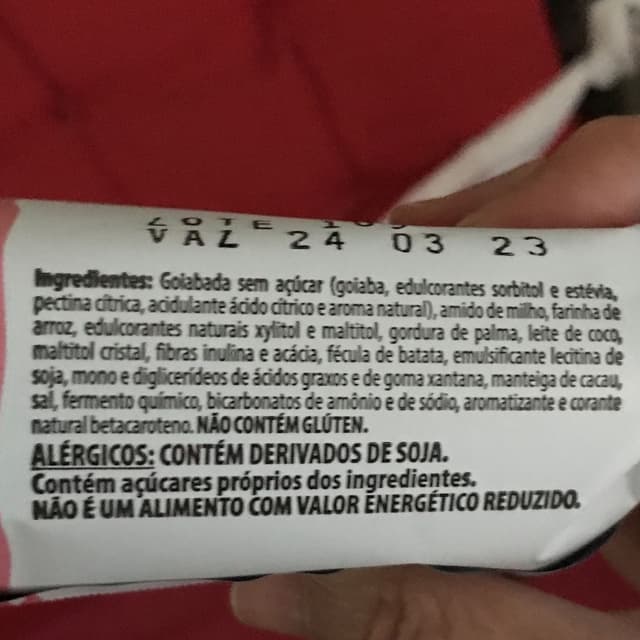 LOTE
VAL 24 03 23
Ingredientes: Goiabada sem açúcar (goiaba, edulcorantes sorbitol e estévia,
pectina cítrica, acidulante ácido cítrico e aroma natural), amido de milho, farinha de
arroz, edulcorantes naturais xylitol e maltitol, gordura de palma, leite de coco,
maltitol cristal, fibras inulina e acácia, fécula de batata, emulsificante lecitina de
soja, mono e diglicerídeos de ácidos graxos e de goma xantana, manteiga de cacau,
sal, fermento químico, bicarbonatos de amônio e de sódio, aromatizante e corante
natural betacaroteno. NÃO CONTÉM GLÚTEN.
ALÉRGICOS: CONTÉM DERIVADOS DE SOJA.
Contém açúcares próprios dos ingredientes.
NÃO É UM ALIMENTO COM VALOR ENERGÉTICO REDUZIDO.